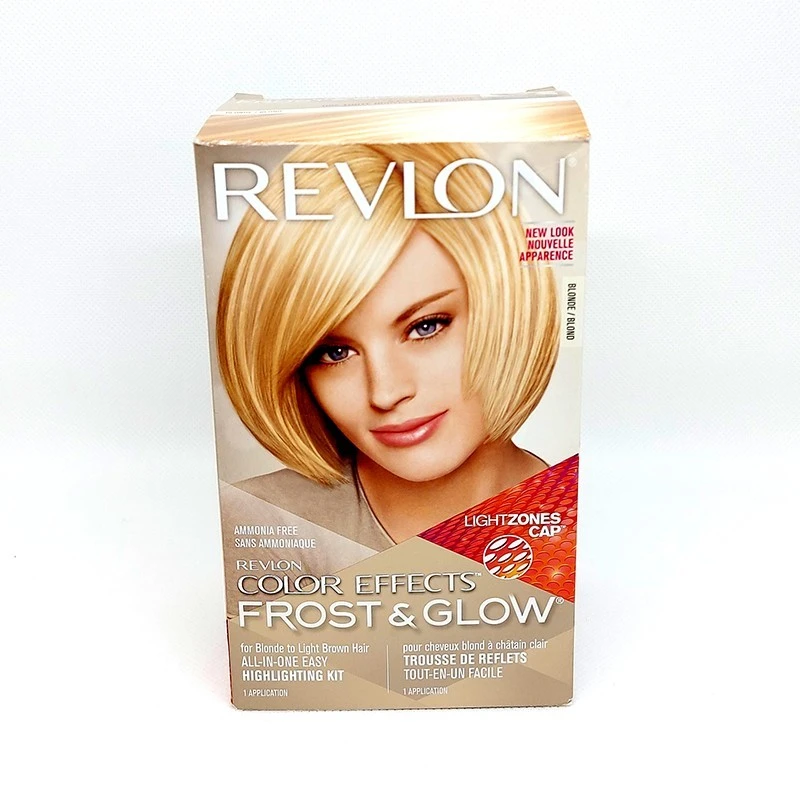 REVLON®
NEW LOOK
NOUVELLE
APPARENCE
BLONDE / BLOND
AMMONIA FREE
SANS AMMONIAQUE
LIGHTZONES
CAP™
REVLON
COLOR EFFECTS™
FROST & GLOW®
for Blonde to Light Brown Hair
ALL-IN-ONE EASY
HIGHLIGHTING KIT
1 APPLICATION
pour cheveux blond à châtain clair
TROUSSE DE REFLETS
TOUT-EN-UN FACILE
1 APPLICATION